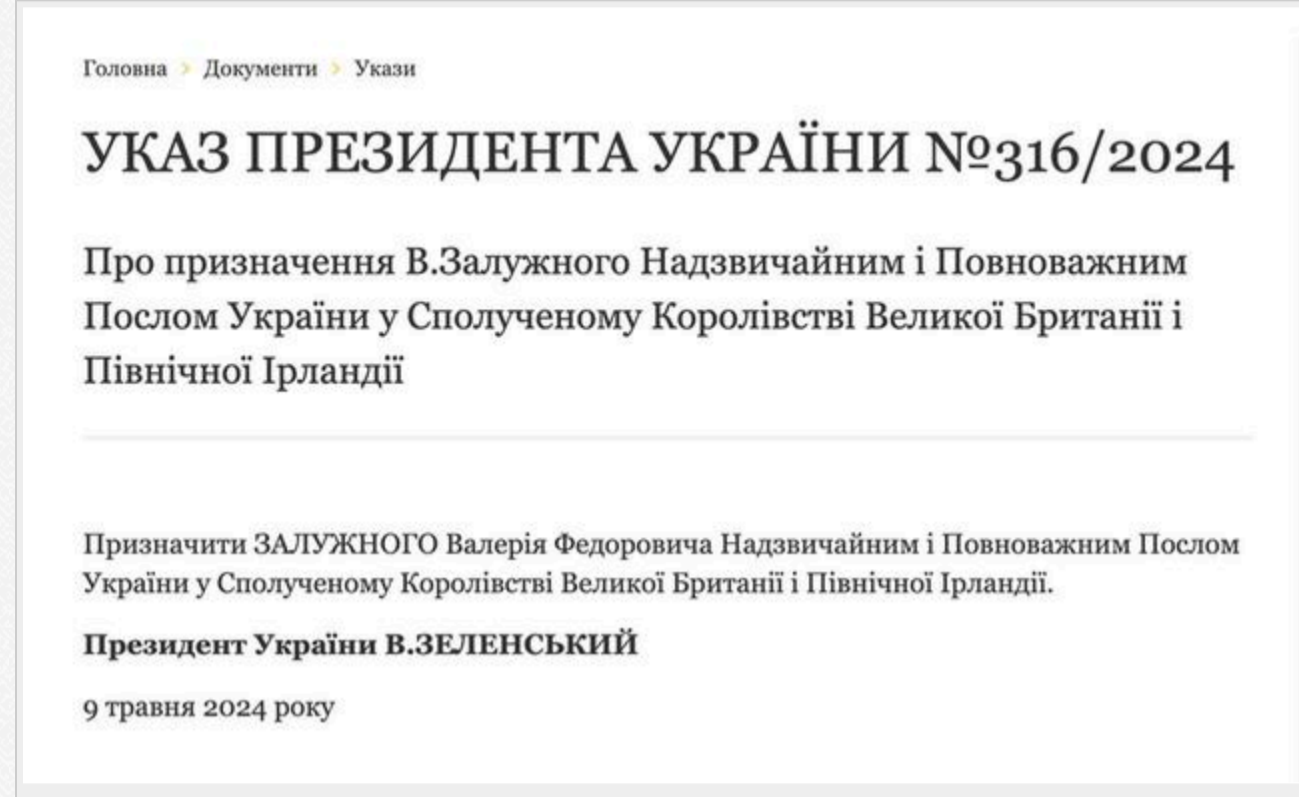 Головна > Документи > Укази
УКАЗ ПРЕЗИДЕНТА УКРАЇНИ №316/2024
Про призначення В.Залужного Надзвичайним і Повноважним
Послом України у Сполученому Королівстві Великої Британії і
Північної Ірландії
Призначити ЗАЛУЖНОГО Валерія Федоровича Надзвичайним і Повноважним Послом
України у Сполученому Королівстві Великої Британії і Північної Ірландії.
Президент України В.ЗЕЛЕНСЬКИЙ
9 травня 2024 року